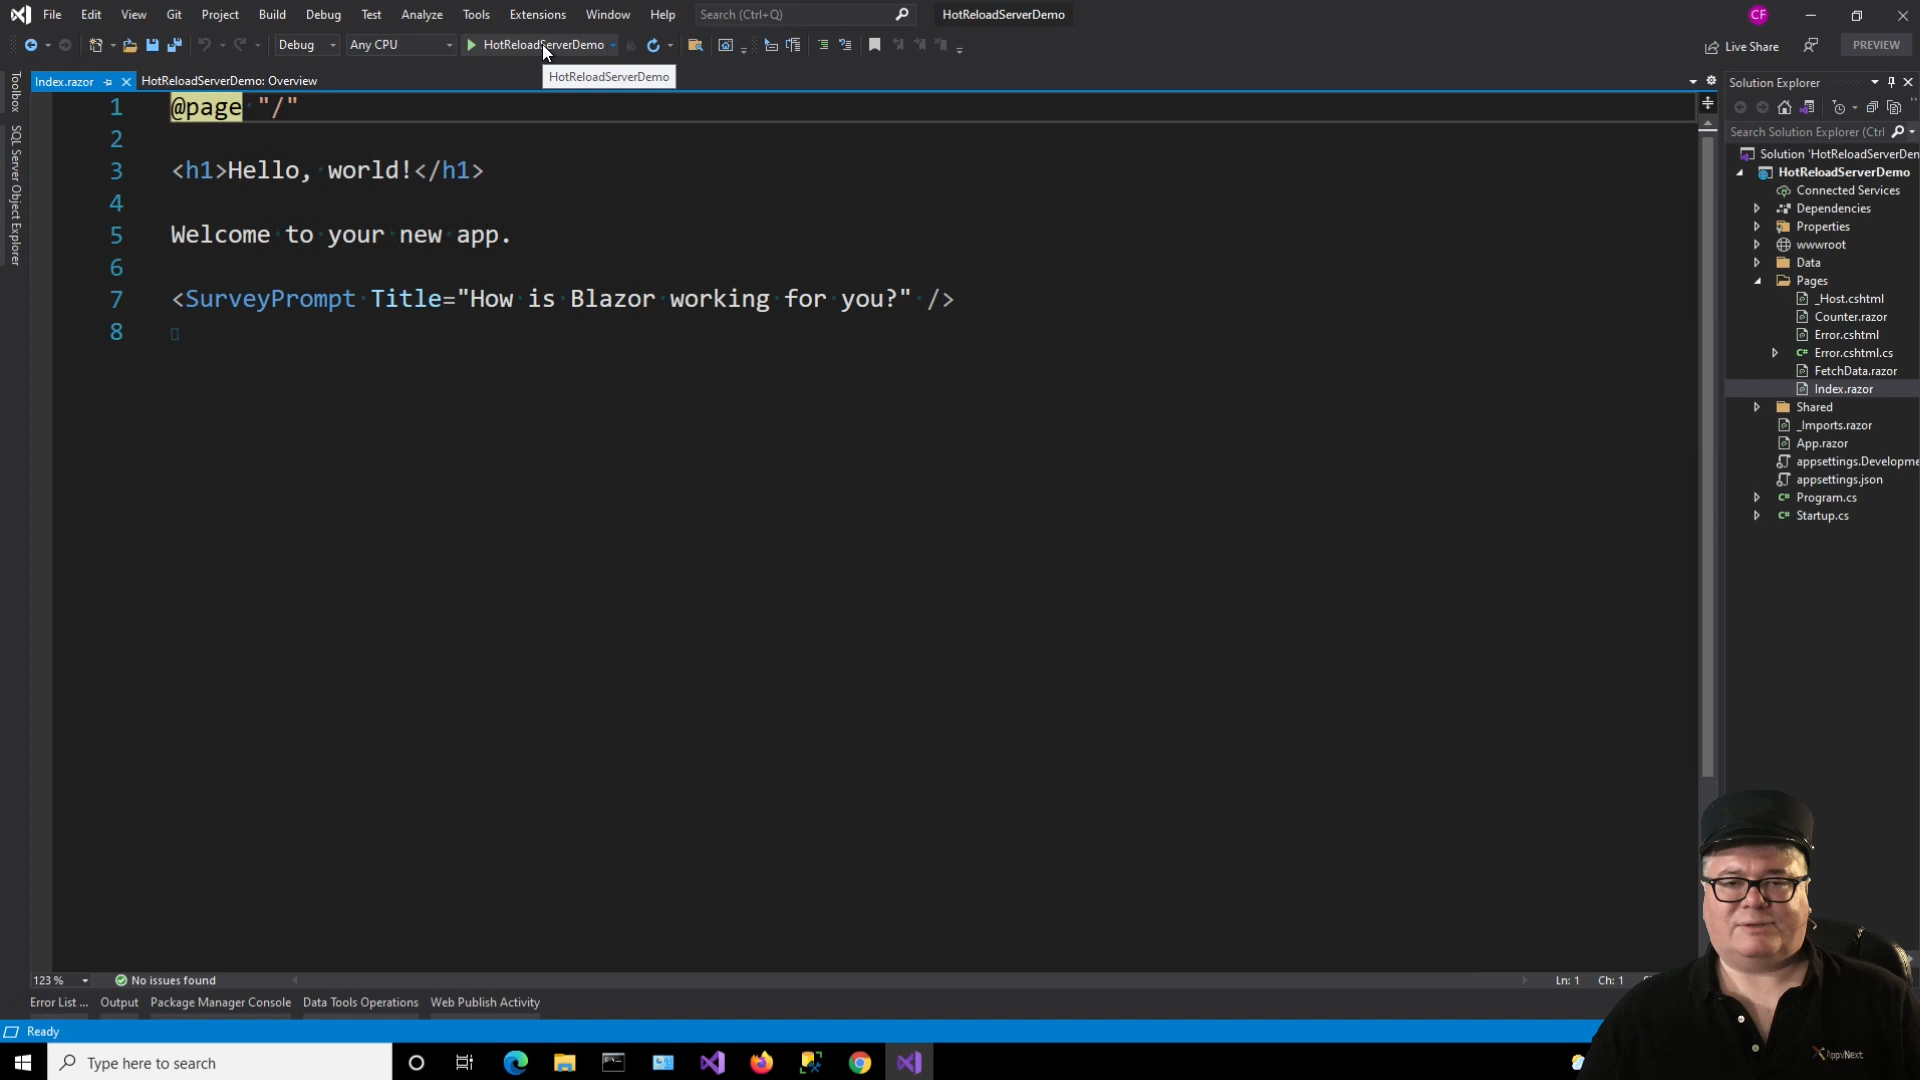 File Edit View Git Project Build Debug Test Analyze Tools Extensions Window Help Search (Ctrl+Q) HotReloadServerDemo CF
Debug Any CPU HotReloadServerDemo Live Share PREVIEW
HotReloadServerDemo
Toolbox
SQL Server Object Explorer
Index.razor HotReloadServerDemo: Overview
1 @page "/"
2
3 <h1>Hello, world!</h1>
4
5 Welcome to your new app.
6
7 <SurveyPrompt Title="How is Blazor working for you?" />
8
Solution Explorer
Search Solution Explorer (Ctrl
Solution 'HotReloadServerDem
HotReloadServerDemo
Connected Services
Dependencies
Properties
wwwroot
Data
Pages
_Host.cshtml
Counter.razor
Error.cshtml
C# Error.cshtml.cs
FetchData.razor
Index.razor
Shared
_Imports.razor
App.razor
appsettings.Developme
appsettings.json
C# Program.cs
C# Startup.cs
123 % No issues found Ln: 1 Ch: 1
Error List ... Output Package Manager Console Data Tools Operations Web Publish Activity
Ready
Type here to search
AppvNext